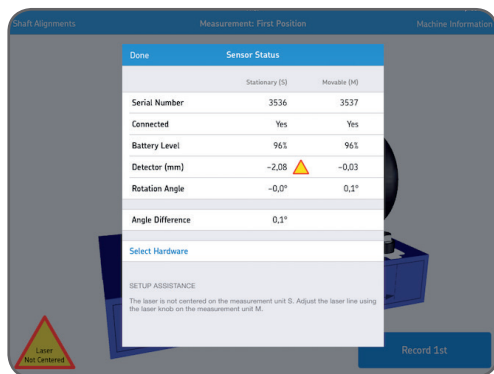 Shaft Alignments Measurement: First Position Machine Information
Done Sensor Status
Stationary (S) Movable (M)
Serial Number 3536 3537
Connected Yes Yes
Battery Level 96% 96%
Detector (mm) −2,08 −0,03
Rotation Angle −0,0° 0,1°
Angle Difference 0,1°
Select Hardware
SETUP ASSISTANCE
The laser is not centered on the measurement unit S. Adjust the laser line using
the laser knob on the measurement unit M.
Laser
Not Centered
Record 1st